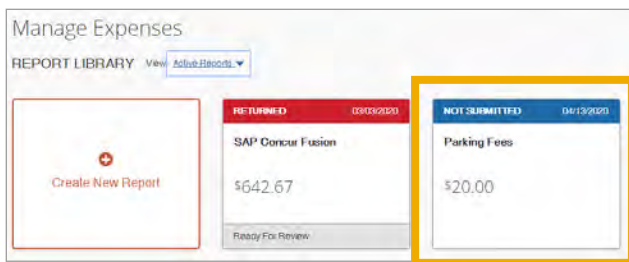 Manage Expenses
REPORT LIBRARY View: Active Reports
RETURNED 03/03/2020
NOT SUBMITTED 04/13/2020
SAP Concur Fusion
Parking Fees
Create New Report
$642.67
$20.00
Ready For Review